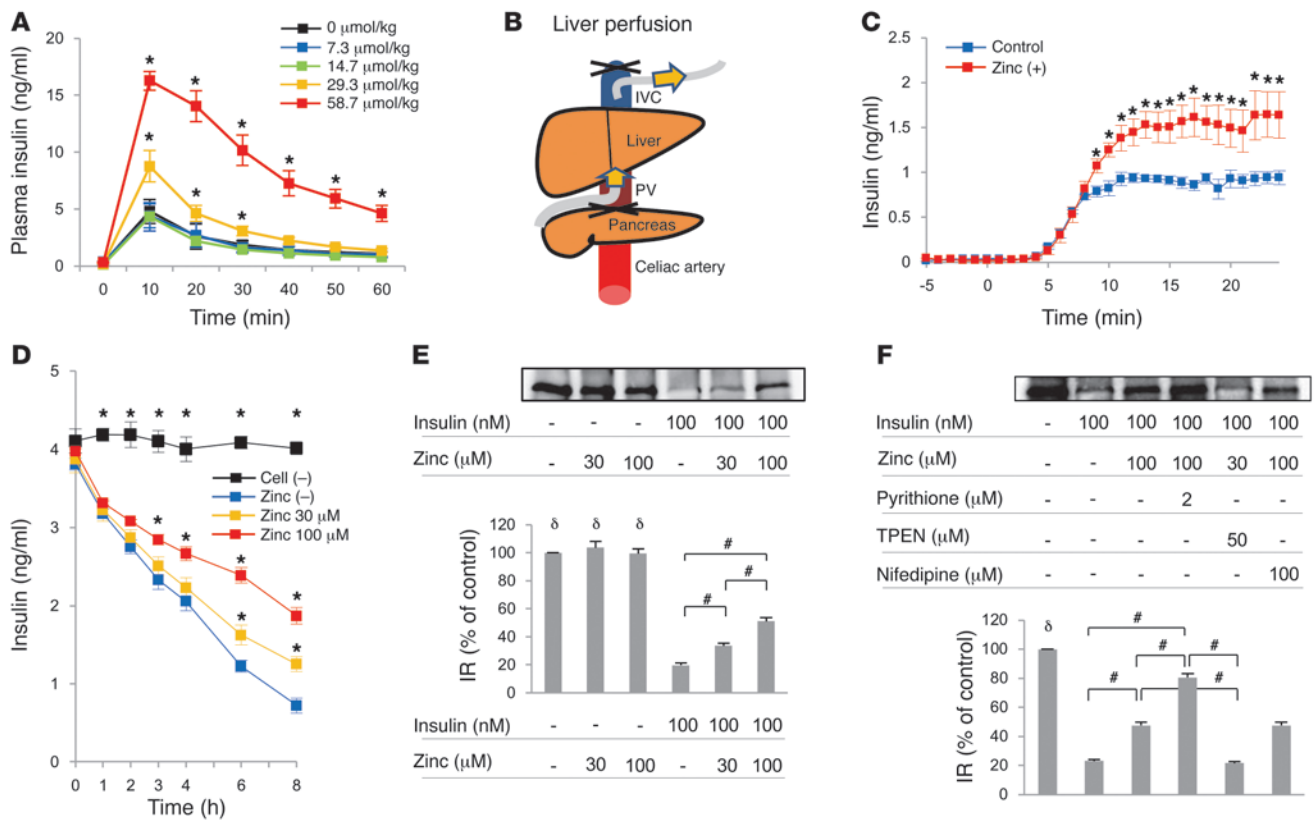 A
Plasma insulin (ng/ml)
20
15
10
5
0
0 μmol/kg
7.3 μmol/kg
14.7 μmol/kg
29.3 μmol/kg
58.7 μmol/kg
* * * * * *
* * *
0 10 20 30 40 50 60
Time (min)
B Liver perfusion
IVC
Liver
PV
Pancreas
Celiac artery
C
Insulin (ng/ml)
2.5
2
1.5
1
0.5
0
Control
Zinc (+)
* * * * * * * * * * * * * * * *
-5 0 5 10 15 20
Time (min)
D
Insulin (ng/ml)
5
4
3
2
1
0
* * * * * *
Cell (–)
Zinc (–)
Zinc 30 μM
Zinc 100 μM
* * * *
* *
0 1 2 3 4 6 8
Time (h)
E
Insulin (nM) - - - 100 100 100
Zinc (μM) - 30 100 - 30 100
IR (% of control)
120
100
80
60
40
20
0
δ δ δ
#
#
#
Insulin (nM) - - - 100 100 100
Zinc (μM) - 30 100 - 30 100
F
Insulin (nM) - 100 100 100 100 100
Zinc (μM) - - 100 100 30 100
Pyrithione (μM) - - - 2 - -
TPEN (μM) - - - - 50 -
Nifedipine (μM) - - - - - 100
IR (% of control)
120
100
80
60
40
20
0
δ
#
# #
# #